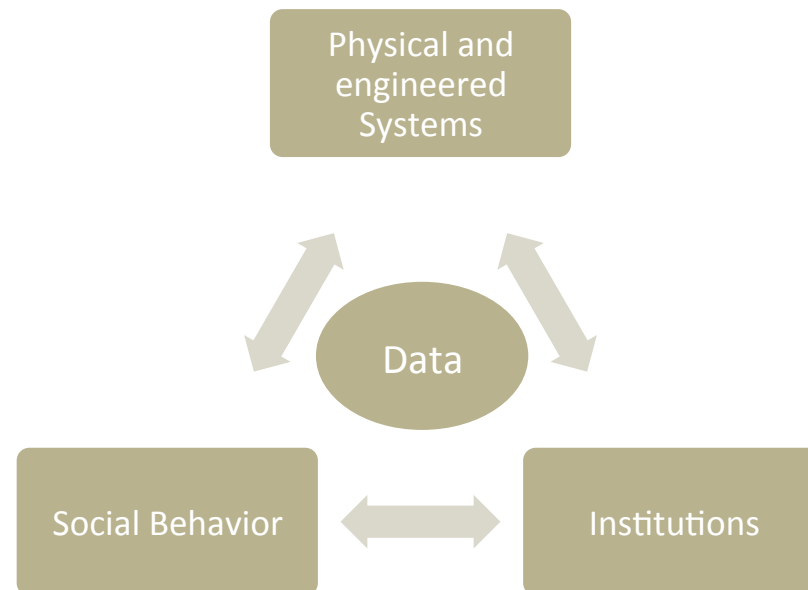 Physical and
engineered
Systems
Data
Social Behavior
Institutions